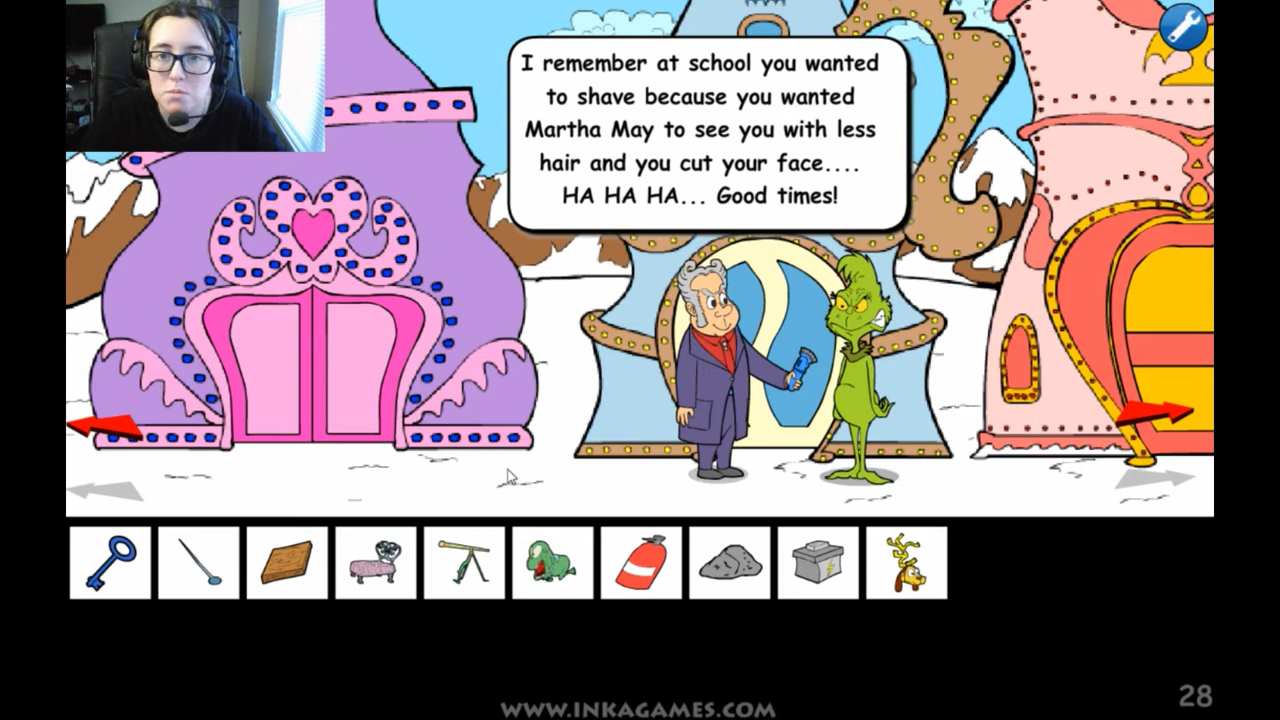 I remember at school you wanted
to shave because you wanted
Martha May to see you with less
hair and you cut your face....
HA HA HA... Good times!
28
WWW.INKAGAMES.COM